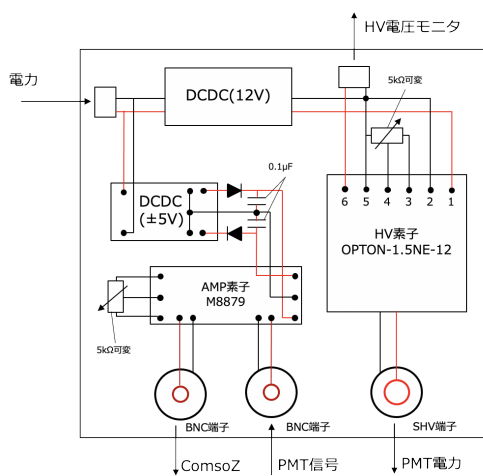 HV電圧モニタ
電力
DCDC(12V)
5kΩ可変
0.1μF
DCDC
(±5V)
6 5 4 3 2 1
HV素子
OPTON-1.5NE-12
AMP素子
M8879
5kΩ可変
BNC端子
BNC端子
SHV端子
ComsoZ
PMT信号
PMT電力